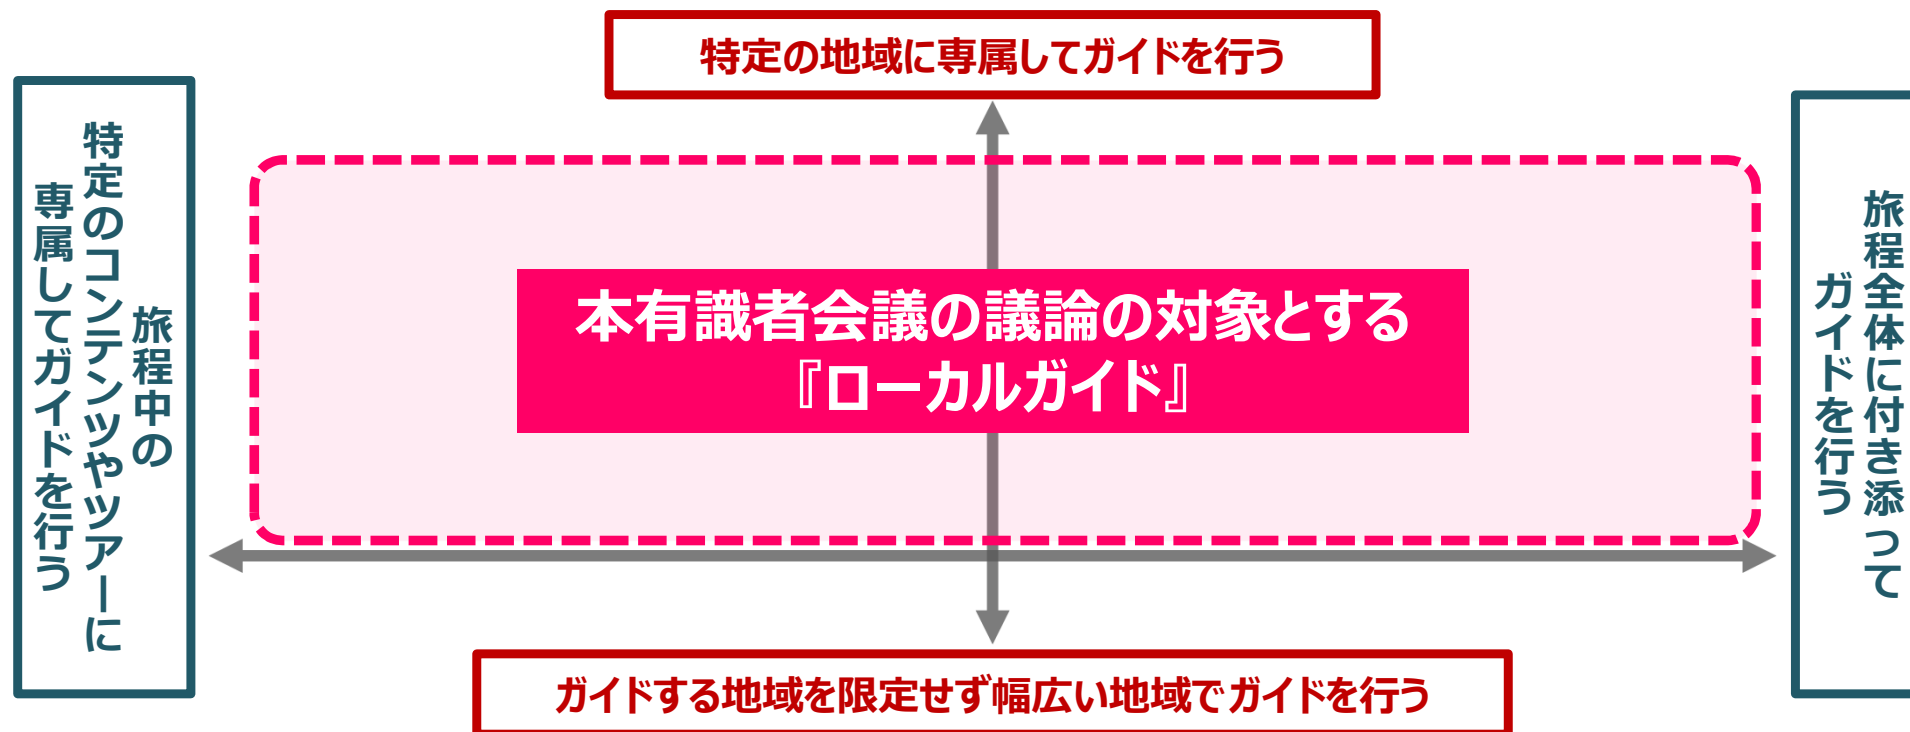 特定の地域に専属してガイドを行う
旅程中の
特定のコンテンツやツアーに
専属してガイドを行う
本有識者会議の議論の対象とする
『ローカルガイド』
旅程全体に付き添って
ガイドを行う
ガイドする地域を限定せず幅広い地域でガイドを行う